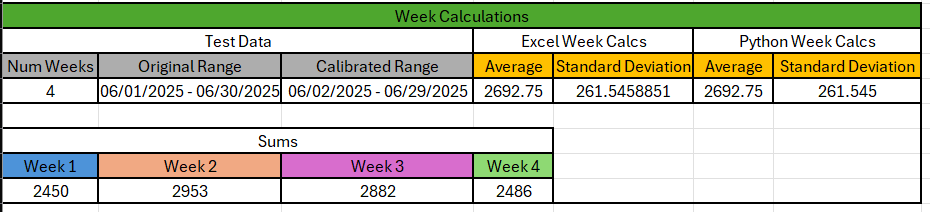 Week Calculations
Test Data Excel Week Calcs Python Week Calcs
Num Weeks Original Range Calibrated Range Average Standard Deviation Average Standard Deviation
4 06/01/2025 - 06/30/2025 06/02/2025 - 06/29/2025 2692.75 261.5458851 2692.75 261.545
Sums
Week 1 Week 2 Week 3 Week 4
2450 2953 2882 2486